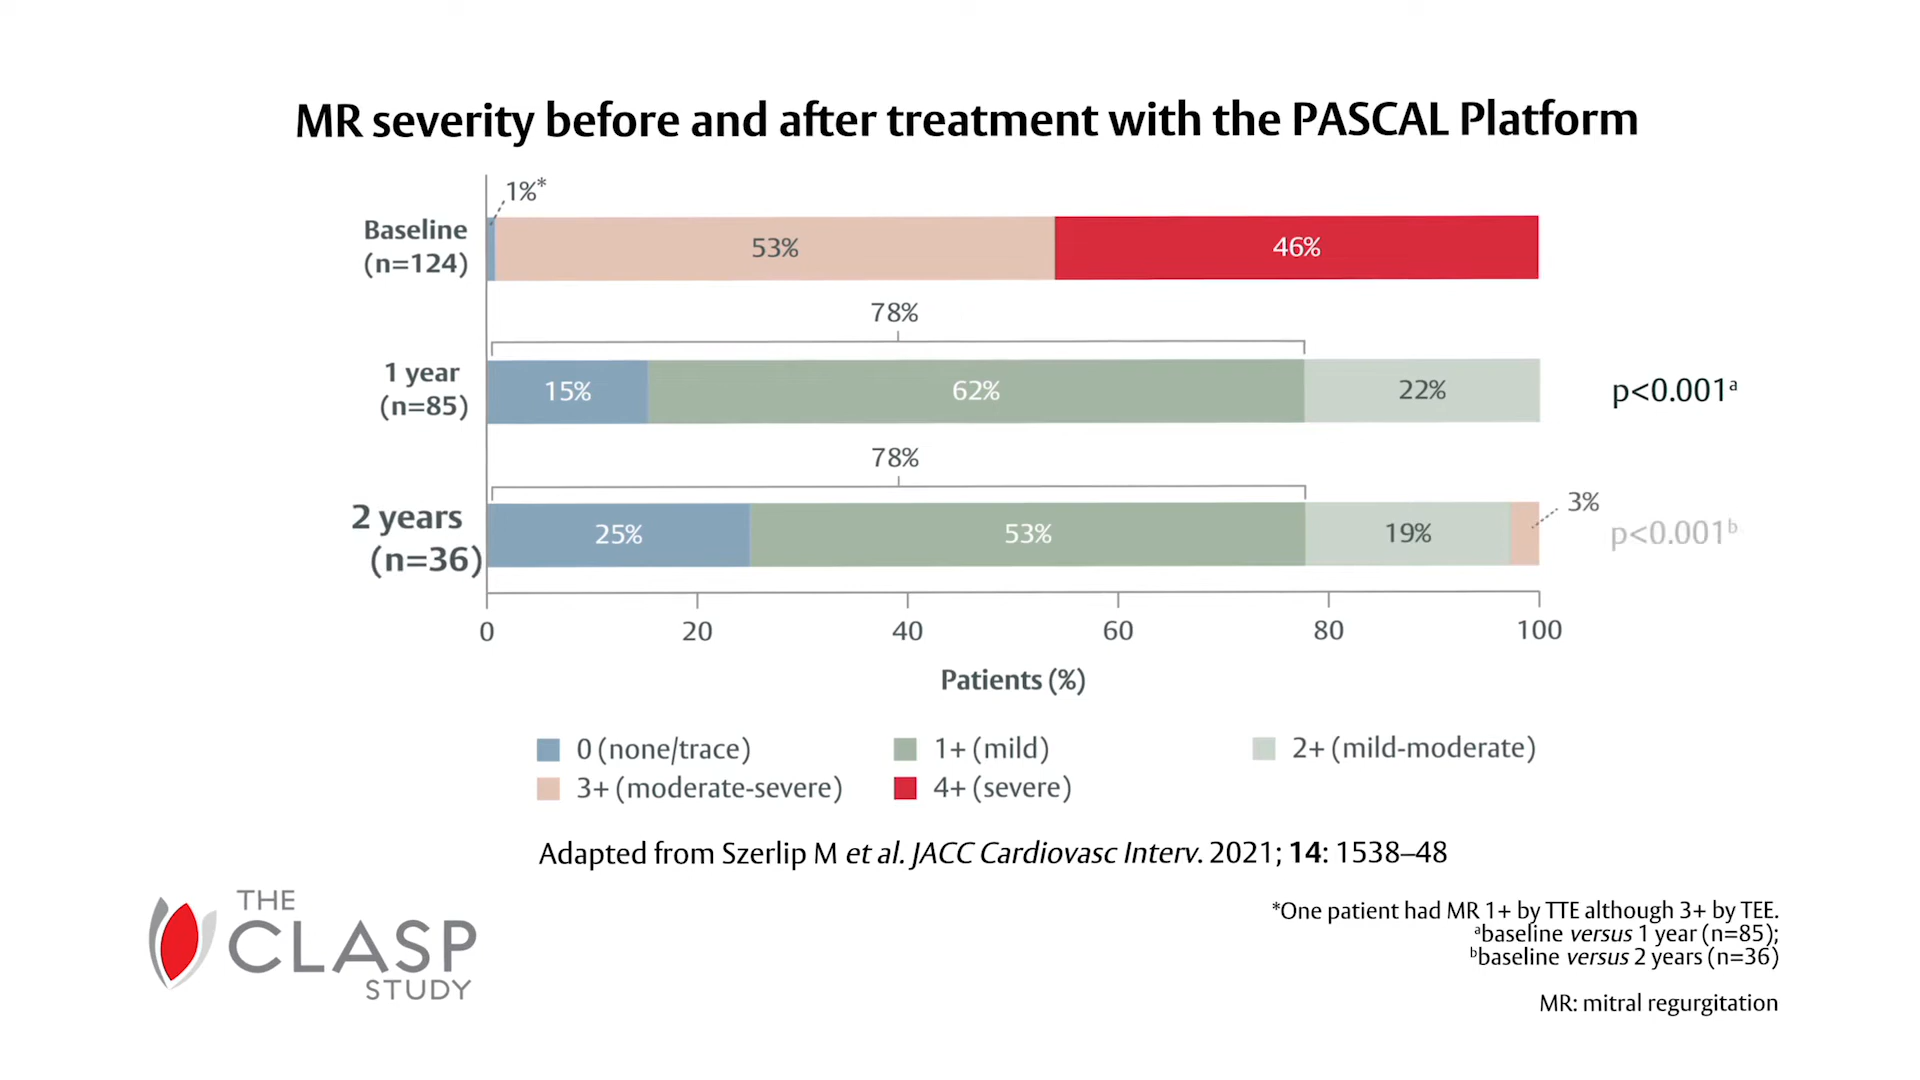 MR severity before and after treatment with the PASCAL Platform
1%*
Baseline
(n=124)
53%
46%
78%
1 year
(n=85)
15%
62%
22%
p<0.001ᵃ
78%
2 years
(n=36)
25%
53%
19%
3%
p<0.001ᵇ
0
20
40
60
80
100
Patients (%)
0 (none/trace)
1+ (mild)
2+ (mild-moderate)
3+ (moderate-severe)
4+ (severe)
Adapted from Szerlip M et al. JACC Cardiovasc Interv. 2021; 14: 1538–48
THE
CLASP
STUDY
*One patient had MR 1+ by TTE although 3+ by TEE.
ᵃbaseline versus 1 year (n=85);
ᵇbaseline versus 2 years (n=36)
MR: mitral regurgitation